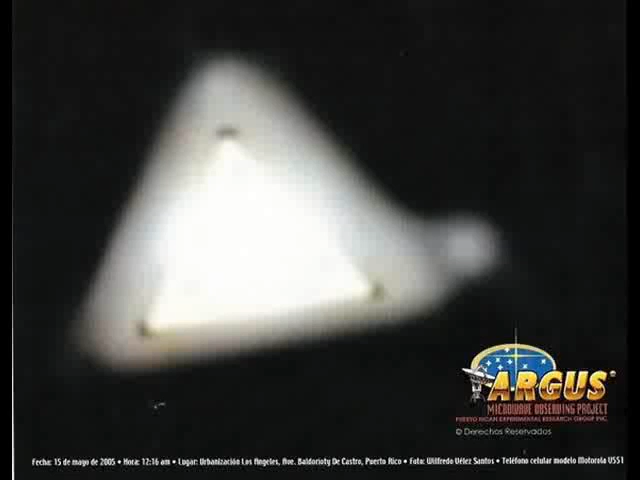 ARGUS
MICROWAVE OBSERVING PROJECT
PUERTO RICAN EXPERIMENTAL RESEARCH GROUP INC.
© Derechos Reservados
Fecha: 15 de mayo de 2005 • Hora: 12:16 am • Lugar: Urbanización Los Angeles, Ave. Baldorioty De Castro, Puerto Rico • Foto: Wilfredo Vélez Santos • Teléfono celular modelo Motorola V551